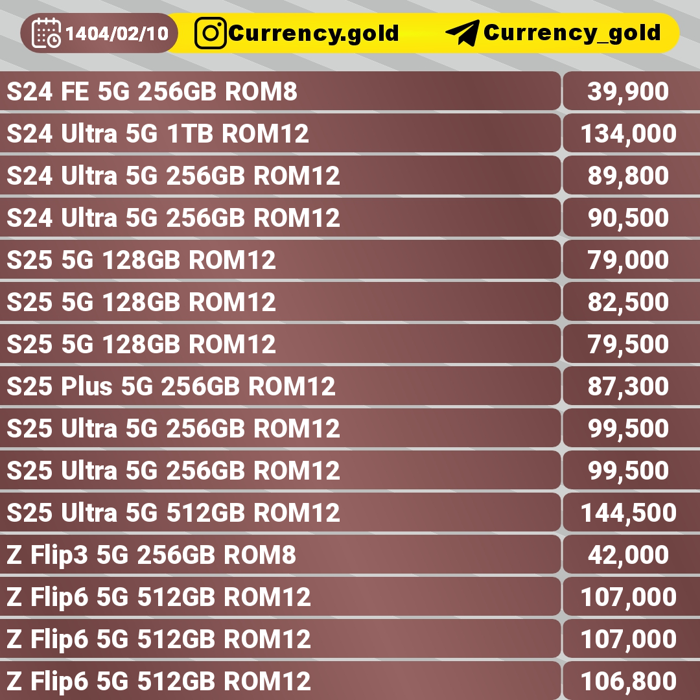 1404/02/10 Currency.gold Currency_gold
S24 FE 5G 256GB ROM8 39,900
S24 Ultra 5G 1TB ROM12 134,000
S24 Ultra 5G 256GB ROM12 89,800
S24 Ultra 5G 256GB ROM12 90,500
S25 5G 128GB ROM12 79,000
S25 5G 128GB ROM12 82,500
S25 5G 128GB ROM12 79,500
S25 Plus 5G 256GB ROM12 87,300
S25 Ultra 5G 256GB ROM12 99,500
S25 Ultra 5G 256GB ROM12 99,500
S25 Ultra 5G 512GB ROM12 144,500
Z Flip3 5G 256GB ROM8 42,000
Z Flip6 5G 512GB ROM12 107,000
Z Flip6 5G 512GB ROM12 107,000
Z Flip6 5G 512GB ROM12 106,800